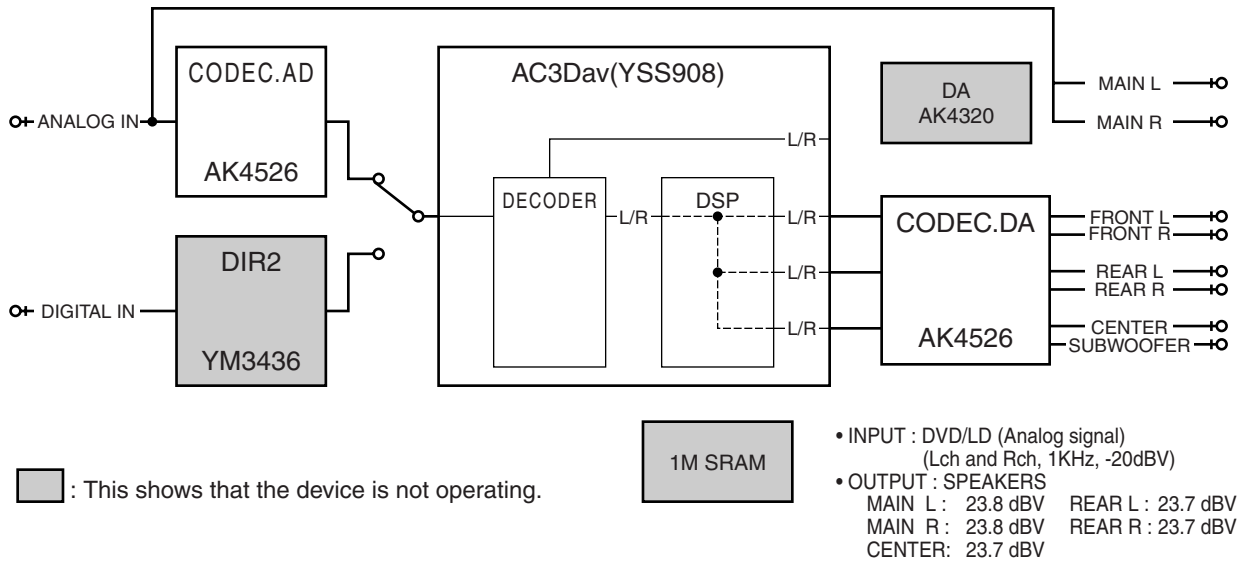 CODEC.AD
AK4526
ANALOG IN
DIR2
YM3436
DIGITAL IN
AC3Dav(YSS908)
DECODER
L/R
L/R
DSP
L/R
L/R
L/R
DA
AK4320
MAIN L
MAIN R
CODEC.DA
AK4526
FRONT L
FRONT R
REAR L
REAR R
CENTER
SUBWOOFER
: This shows that the device is not operating.
1M SRAM
• INPUT : DVD/LD (Analog signal)
(Lch and Rch, 1KHz, -20dBV)
• OUTPUT : SPEAKERS
MAIN L : 23.8 dBV REAR L : 23.7 dBV
MAIN R : 23.8 dBV REAR R : 23.7 dBV
CENTER: 23.7 dBV